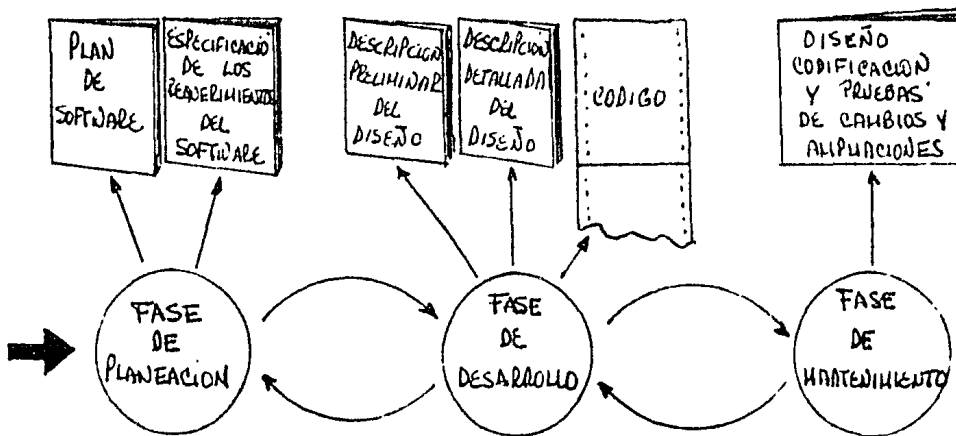 PLAN
DE
SOFTWARE
ESPECIFICACIÓ
DE LOS
REQUERIMIENTOS
DEL
SOFTWARE
DESCRIPCION
PRELIMINAR
DEL
DISEÑO
DESCRIPCION
DETALLADA
DEL
DISEÑO
CODIGO
DISEÑO
CODIFICACION
Y PRUEBAS
DE CAMBIOS Y
AMPLIACIONES
FASE
DE
PLANEACION
FASE
DE
DESARROLLO
FASE
DE
MANTENIMIENTO